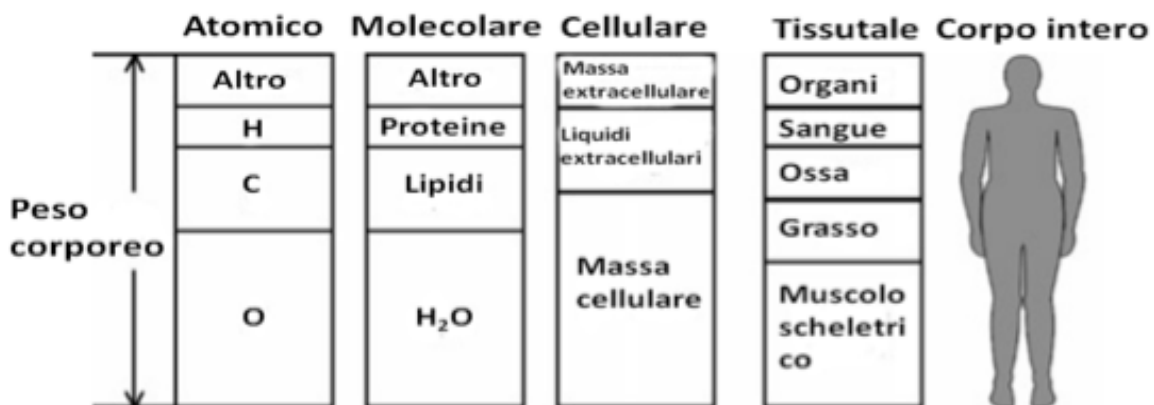 Atomico Molecolare Cellulare Tissutale Corpo intero
Peso
corporeo
Altro
H
C
O
Altro
Proteine
Lipidi
H₂O
Massa
extracellulare
Liquidi
extracellulari
Massa
cellulare
Organi
Sangue
Ossa
Grasso
Muscolo
scheletri
co